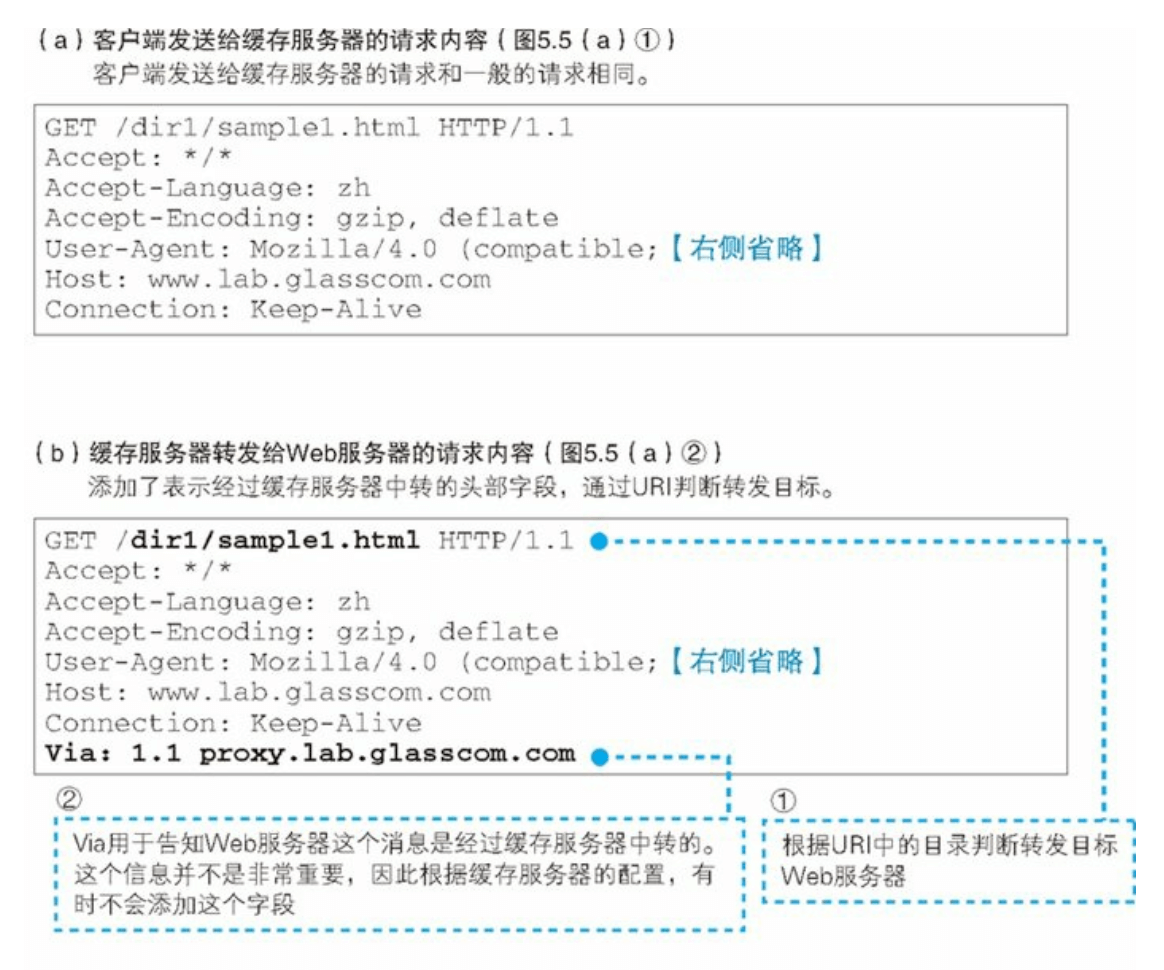 (a) 客户端发送给缓存服务器的请求内容(图5.5(a)①)
客户端发送给缓存服务器的请求和一般的请求相同。
GET /dir1/sample1.html HTTP/1.1
Accept: */*
Accept-Language: zh
Accept-Encoding: gzip, deflate
User-Agent: Mozilla/4.0 (compatible;【右侧省略】
Host: www.lab.glasscom.com
Connection: Keep-Alive
(b) 缓存服务器转发给Web服务器的请求内容(图5.5(a)②)
添加了表示经过缓存服务器中转的头部字段，通过URI判断转发目标。
GET /dir1/sample1.html HTTP/1.1
Accept: */*
Accept-Language: zh
Accept-Encoding: gzip, deflate
User-Agent: Mozilla/4.0 (compatible;【右侧省略】
Host: www.lab.glasscom.com
Connection: Keep-Alive
Via: 1.1 proxy.lab.glasscom.com
②
Via用于告知Web服务器这个消息是经过缓存服务器中转的。
这个信息并不是非常重要，因此根据缓存服务器的配置，有
时不会添加这个字段
①
根据URI中的目录判断转发目标
Web服务器